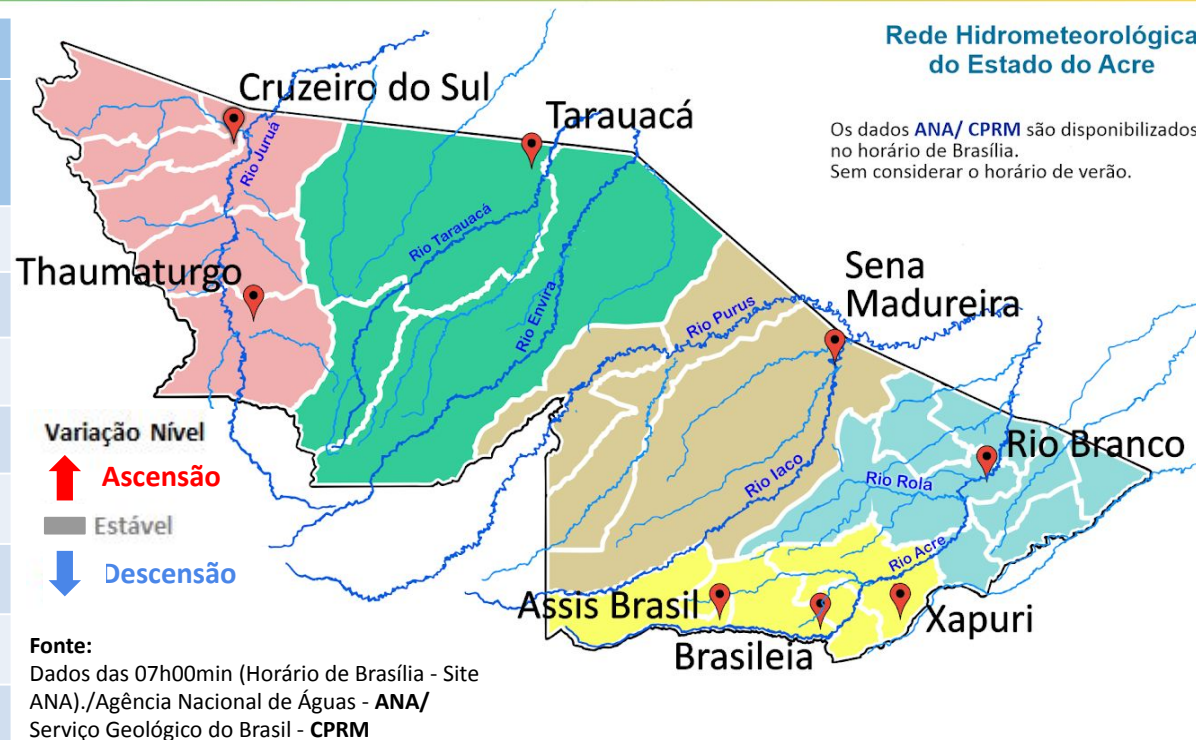 Rede Hidrometeorológica
do Estado do Acre
Os dados ANA/ CPRM são disponibilizados
no horário de Brasília.
Sem considerar o horário de verão.
Cruzeiro do Sul
Tarauacá
Rio Juruá
Rio Tarauacá
Thaumaturgo
Rio Envira
Sena
Madureira
Rio Purus
Rio Branco
Rio Iaco
Rio Rola
Rio Acre
Assis Brasil
Xapuri
Brasileia
Variação Nível
Ascensão
Estável
Descensão
Fonte:
Dados das 07h00min (Horário de Brasília - Site
ANA)./Agência Nacional de Águas - ANA/
Serviço Geológico do Brasil - CPRM